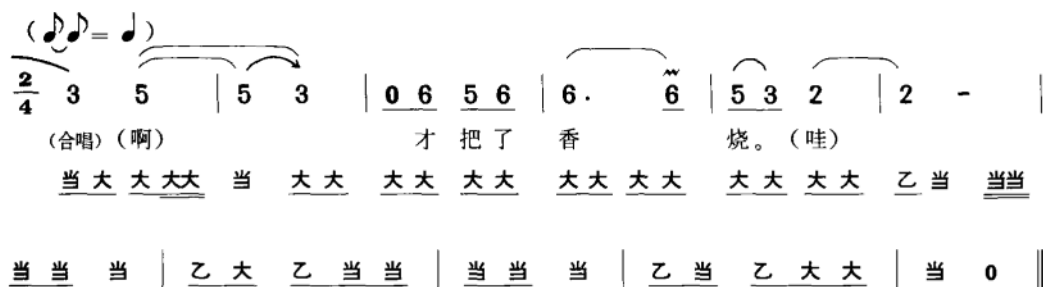 (♪♪= ♩)
2/4 3 5 | 5 3 | 0 6 5 6 | 6· 6 | 5 3 2 | 2 - |
(合唱)(啊) 才 把 了 香 烧。(哇)
当 大 大 大大 当 大 大 大 大 大 大 大 大 大 大 大 大 大 大 乙 当 当当
当 当 当 | 乙 大 乙 当 当 | 当 当 当 | 乙 当 乙 大 大 | 当 0 ‖